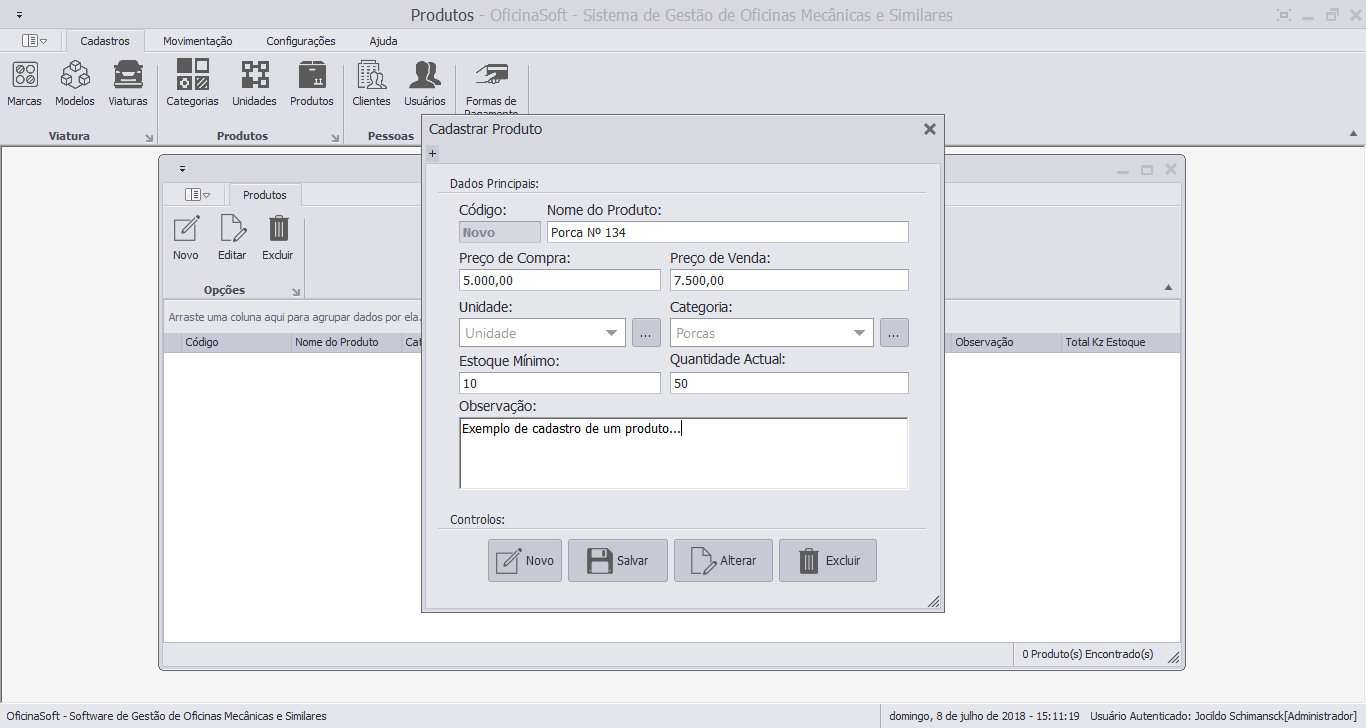 Produtos - OficinaSoft - Sistema de Gestão de Oficinas Mecânicas e Similares
Cadastros Movimentação Configurações Ajuda
Marcas Modelos Viaturas Categorias Unidades Produtos Clientes Usuários Formas de
Pagamento
Viatura Produtos Pessoas
Cadastrar Produto
+
Produtos
Novo Editar Excluir
Opções
Arraste uma coluna aqui para agrupar dados por ela.
Código Nome do Produto Cat Observação Total Kz Estoque
Dados Principais:
Código: Nome do Produto:
Novo Porca Nº 134
Preço de Compra: Preço de Venda:
5.000,00 7.500,00
Unidade: Categoria:
Unidade ... Porcas ...
Estoque Mínimo: Quantidade Actual:
10 50
Observação:
Exemplo de cadastro de um produto...
Controlos:
Novo Salvar Alterar Excluir
0 Produto(s) Encontrado(s)
OficinaSoft - Software de Gestão de Oficinas Mecânicas e Similares domingo, 8 de julho de 2018 - 15:11:19 Usuário Autenticado: Jocildo Schimansck[Administrador]